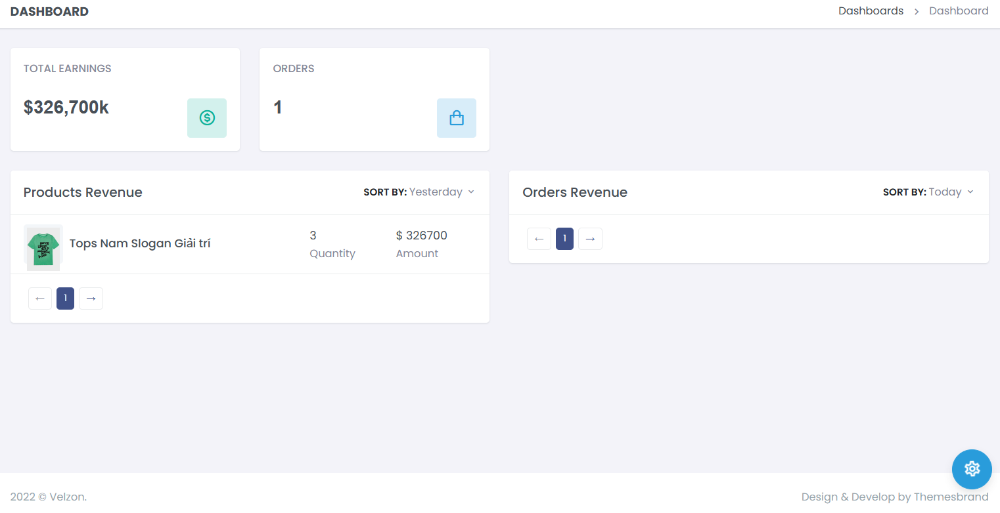 DASHBOARD
Dashboards > Dashboard
TOTAL EARNINGS
$326,700k
ORDERS
1
Products Revenue
SORT BY: Yesterday
Tops Nam Slogan Giải trí
3
Quantity
$ 326700
Amount
← 1 →
Orders Revenue
SORT BY: Today
← 1 →
2022 © Velzon.
Design & Develop by Themesbrand